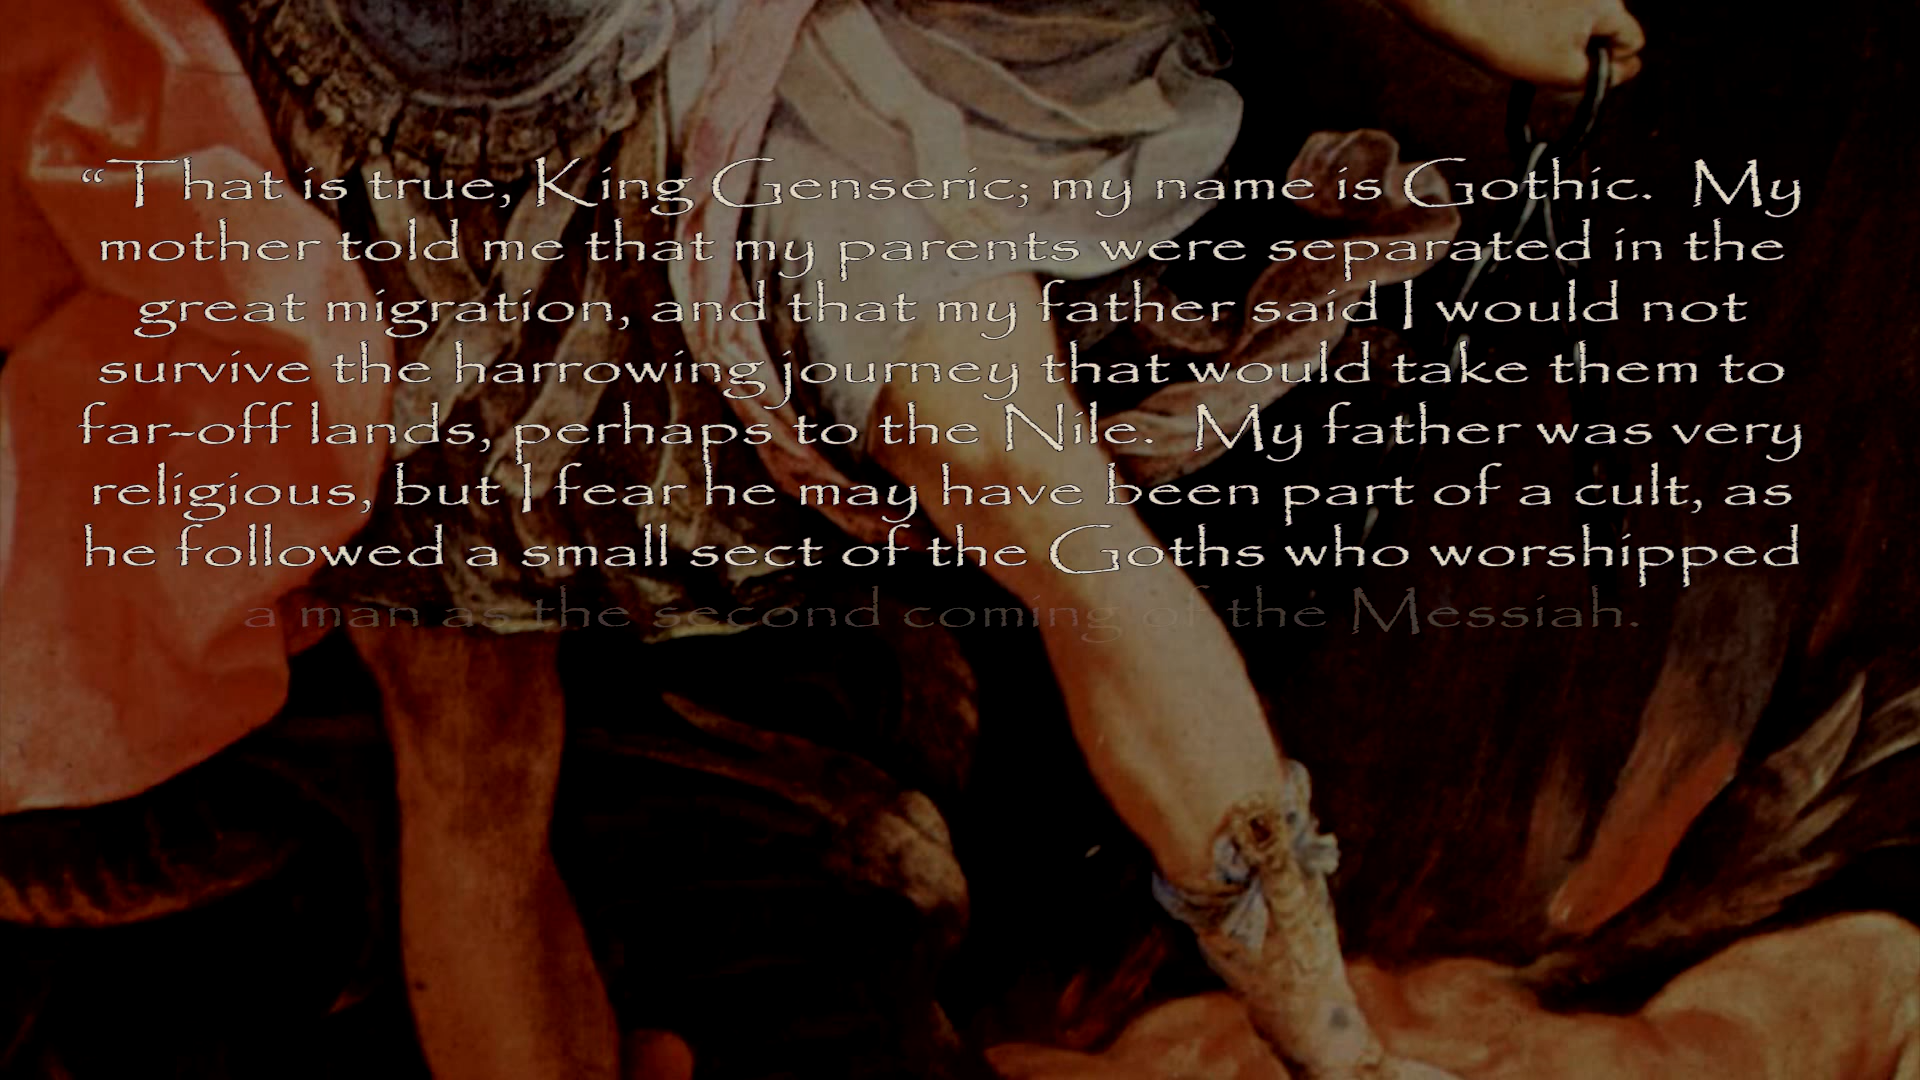 “That is true, King Genseric; my name is Gothic.  My
mother told me that my parents were separated in the
great migration, and that my father said I would not
survive the harrowing journey that would take them to
far-off lands, perhaps to the Nile.  My father was very
religious, but I fear he may have been part of a cult, as
he followed a small sect of the Goths who worshipped
a man as the second coming of the Messiah.